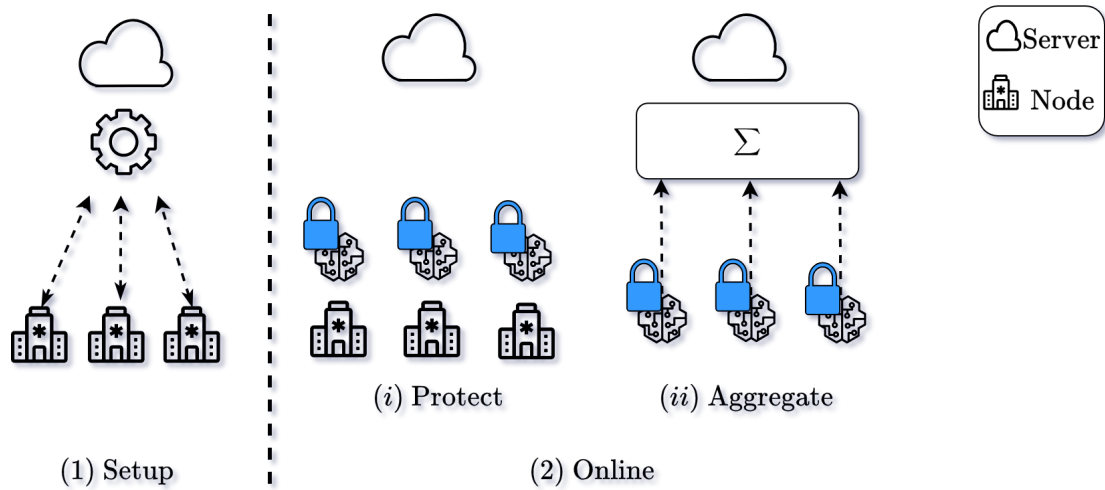 Server
Node
Σ
(i) Protect
(ii) Aggregate
(1) Setup
(2) Online